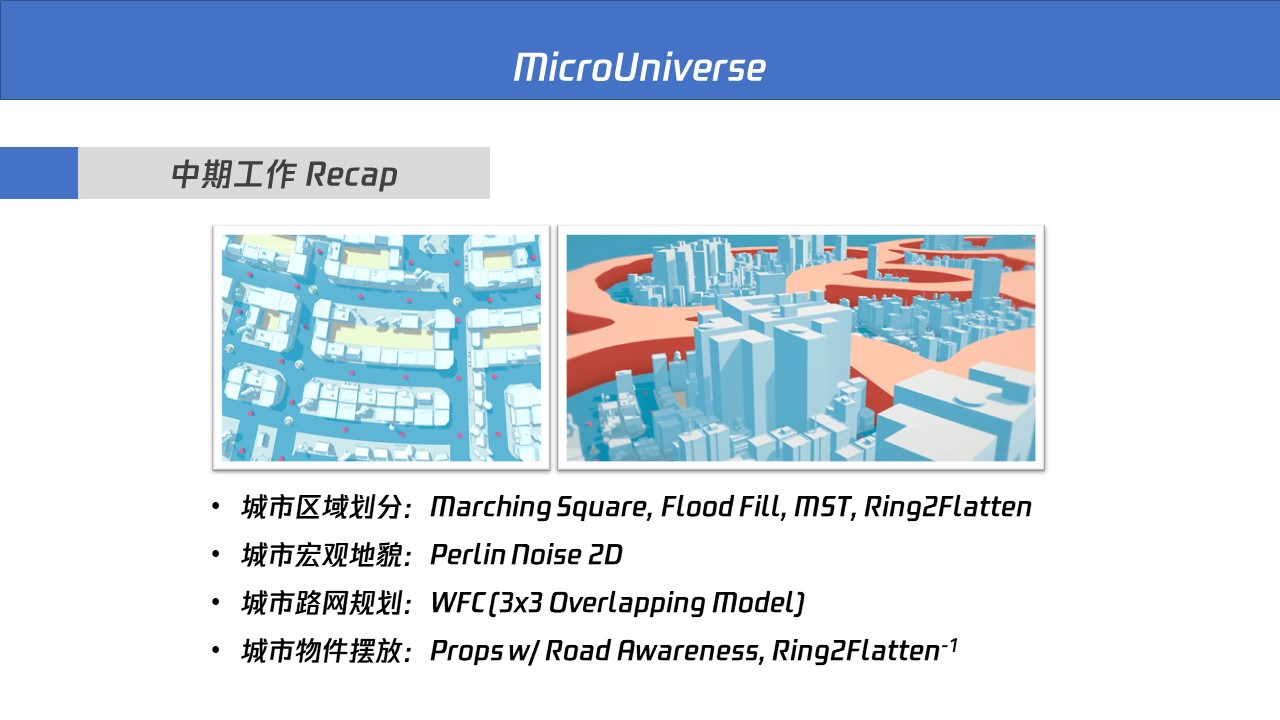 MicroUniverse
中期工作 Recap
• 城市区域划分：Marching Square, Flood Fill, MST, Ring2Flatten
• 城市宏观地貌：Perlin Noise 2D
• 城市路网规划：WFC(3x3 Overlapping Model)
• 城市物件摆放：Props w/ Road Awareness, Ring2Flatten⁻¹